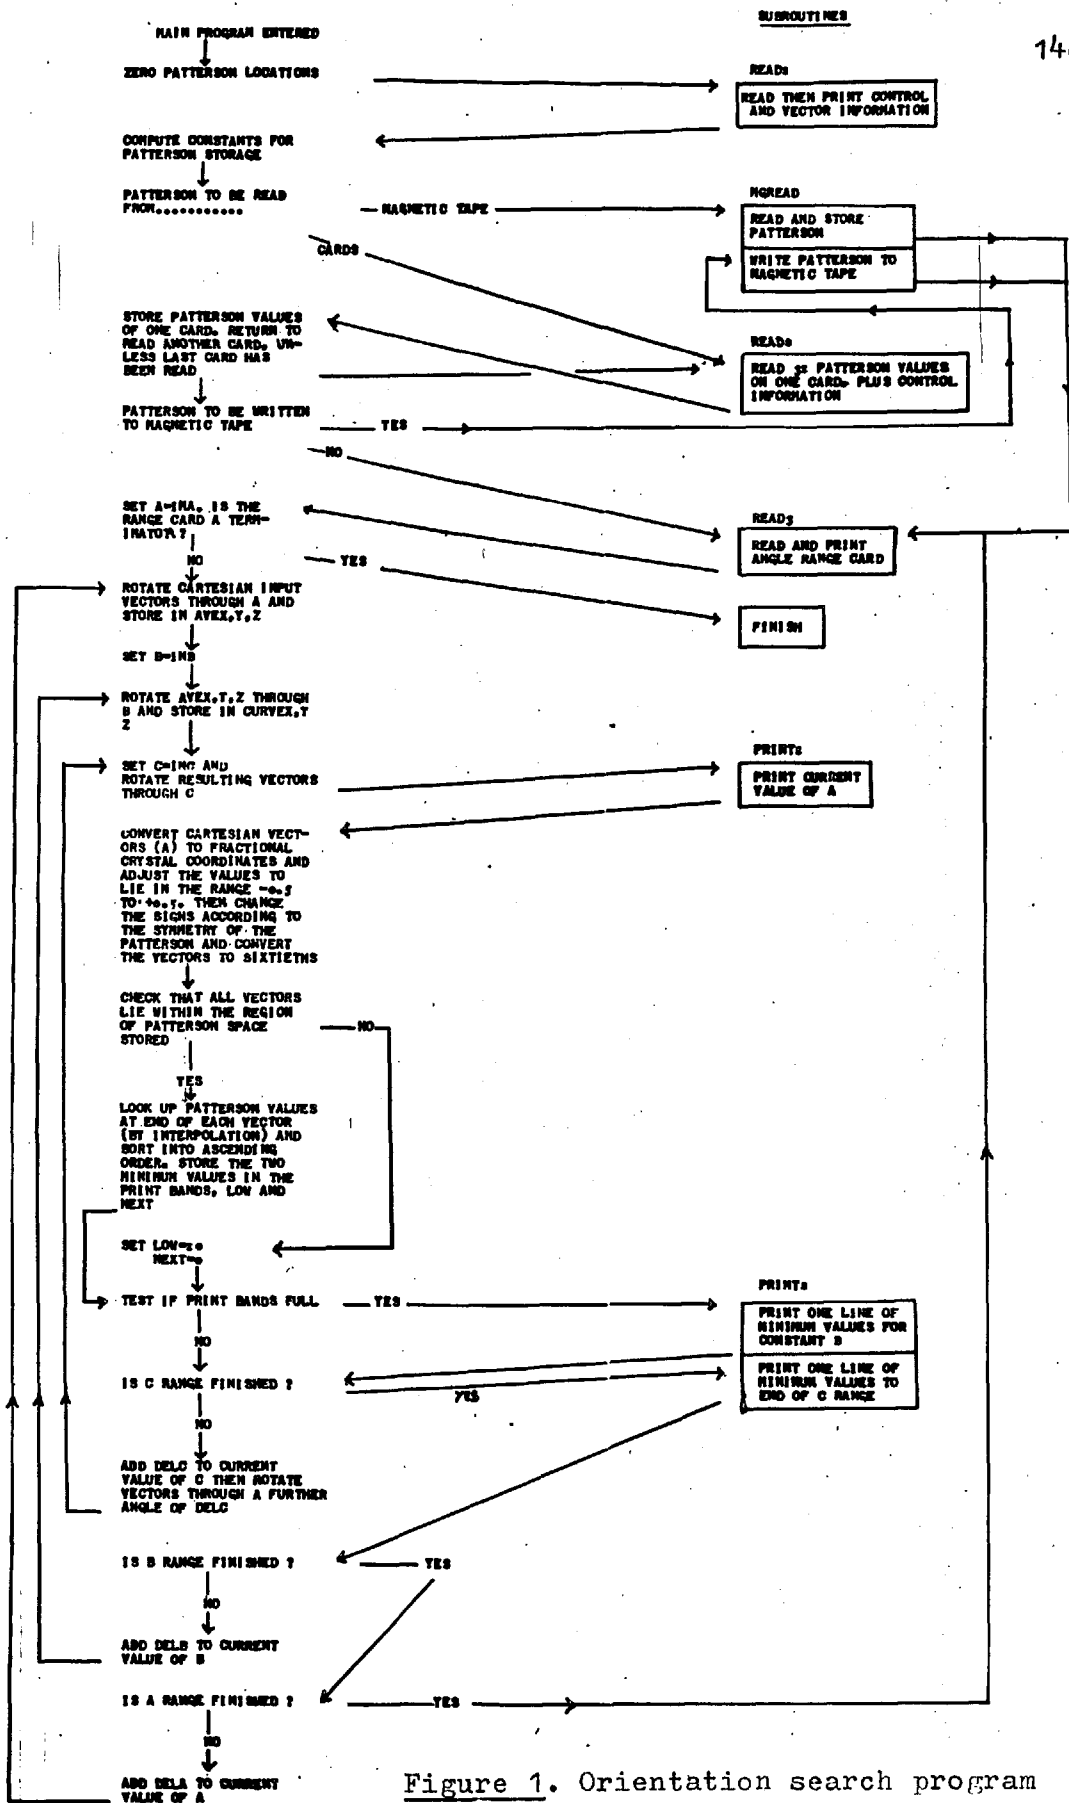 SUBROUTINES
14
MAIN PROGRAM ENTERED
ZERO PATTERSON LOCATIONS
READ2
READ THEN PRINT CONTROL
AND VECTOR INFORMATION
COMPUTE CONSTANTS FOR
PATTERSON STORAGE
PATTERSON TO BE READ
FROM...........
MAGNETIC TAPE
CARDS
MGREAD
READ AND STORE
PATTERSON
WRITE PATTERSON TO
MAGNETIC TAPE
STORE PATTERSON VALUES
OF ONE CARD. RETURN TO
READ ANOTHER CARD, UN-
LESS LAST CARD HAS
BEEN READ
READ
READ PATTERSON VALUES
ON ONE CARD. PLUS CONTROL
INFORMATION
PATTERSON TO BE WRITTEN
TO MAGNETIC TAPE
YES
NO
SET A=INA. IS THE
RANGE CARD A TERM-
INATOR ?
NO
YES
READ3
READ AND PRINT
ANGLE RANGE CARD
FINISH
ROTATE CARTESIAN INPUT
VECTORS THROUGH A AND
STORE IN AVEX,Y,Z
SET B=INB
ROTATE AVEX,Y,Z THROUGH
B AND STORE IN CURVEX,Y
Z
SET C=INC AND
ROTATE RESULTING VECTORS
THROUGH C
PRINT1
PRINT CURRENT
VALUE OF A
CONVERT CARTESIAN VECT-
ORS (A) TO FRACTIONAL
CRYSTAL COORDINATES AND
ADJUST THE VALUES TO
LIE IN THE RANGE -0.5
TO +0.5. THEN CHANGE
THE SIGNS ACCORDING TO
THE SYMMETRY OF THE
PATTERSON AND CONVERT
THE VECTORS TO SIXTIETHS
CHECK THAT ALL VECTORS
LIE WITHIN THE REGION
OF PATTERSON SPACE
STORED
NO
YES
LOOK UP PATTERSON VALUES
AT END OF EACH VECTOR
(BY INTERPOLATION) AND
SORT INTO ASCENDING
ORDER. STORE THE TWO
MINIMUM VALUES IN THE
PRINT BANDS, LOW AND
NEXT
SET LOW=10
NEXT=0
TEST IF PRINT BANDS FULL
YES
NO
PRINT2
PRINT ONE LINE OF
MINIMUM VALUES FOR
CONSTANT B
PRINT ONE LINE OF
MINIMUM VALUES TO
END OF C RANGE
IS C RANGE FINISHED ?
YES
NO
ADD DELC TO CURRENT
VALUE OF C THEN ROTATE
VECTORS THROUGH A FURTHER
ANGLE OF DELC
IS B RANGE FINISHED ?
YES
NO
ADD DELB TO CURRENT
VALUE OF B
IS A RANGE FINISHED ?
YES
NO
ADD DELA TO CURRENT
VALUE OF A
Figure 1. Orientation search program